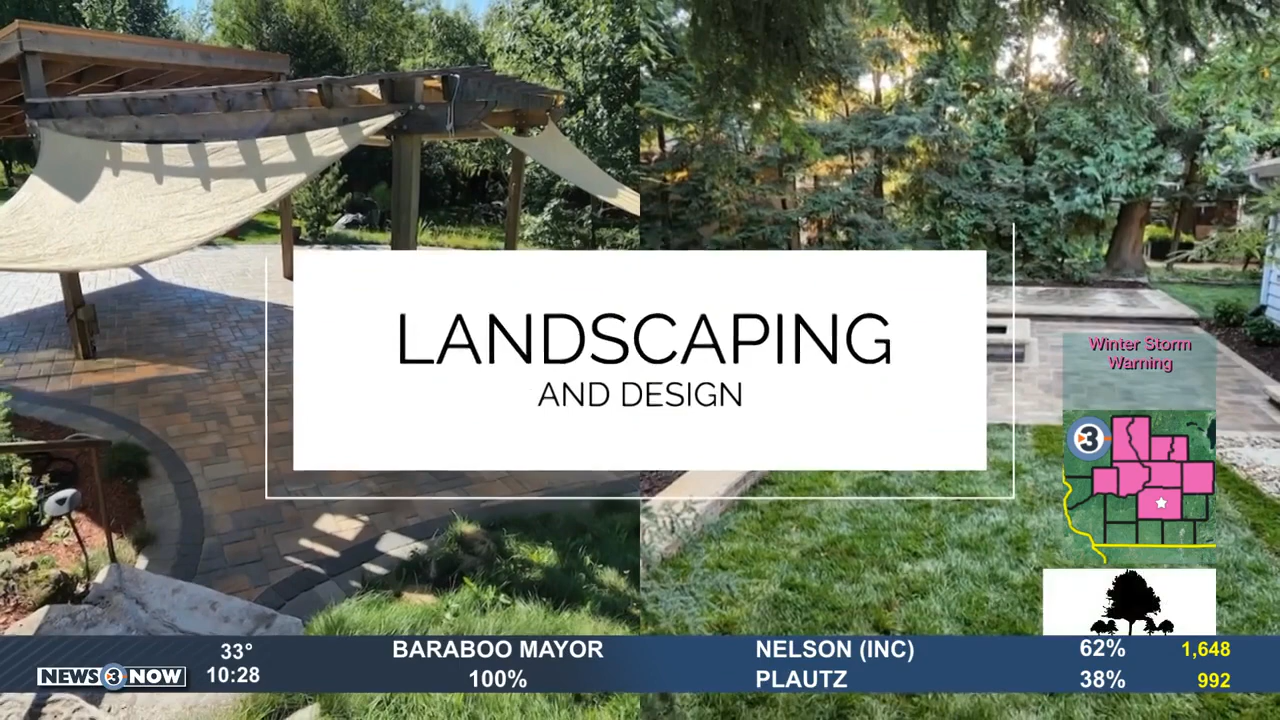 LANDSCAPING
AND DESIGN
Winter Storm
Warning
3
33°
BARABOO MAYOR
NELSON (INC)
62%
1,648
NEWS 3 NOW
10:28
100%
PLAUTZ
38%
992